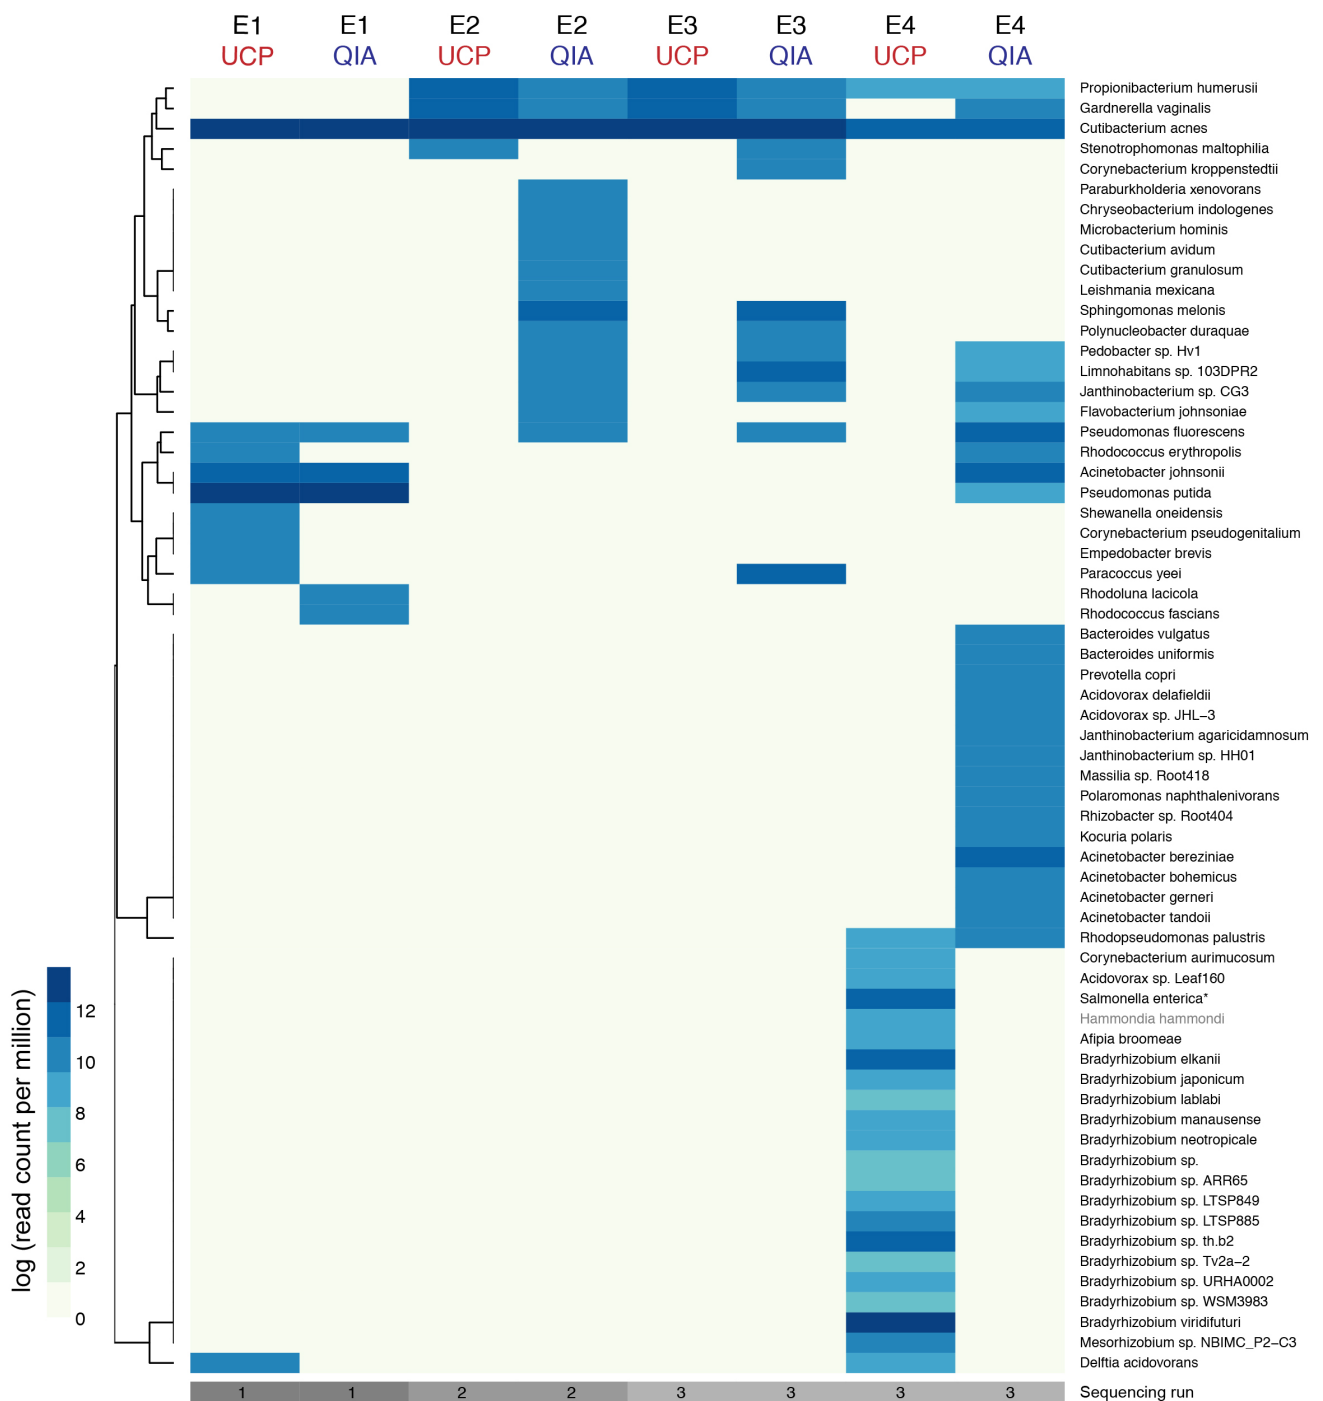 E1 E1 E2 E2 E3 E3 E4 E4
UCP QIA UCP QIA UCP QIA UCP QIA
Propionibacterium humerusii
Gardnerella vaginalis
Cutibacterium acnes
Stenotrophomonas maltophilia
Corynebacterium kroppenstedtii
Paraburkholderia xenovorans
Chryseobacterium indologenes
Microbacterium hominis
Cutibacterium avidum
Cutibacterium granulosum
Leishmania mexicana
Sphingomonas melonis
Polynucleobacter duraquae
Pedobacter sp. Hv1
Limnohabitans sp. 103DPR2
Janthinobacterium sp. CG3
Flavobacterium johnsoniae
Pseudomonas fluorescens
Rhodococcus erythropolis
Acinetobacter johnsonii
Pseudomonas putida
Shewanella oneidensis
Corynebacterium pseudogenitalium
Empedobacter brevis
Paracoccus yeei
Rhodoluna lacicola
Rhodococcus fascians
Bacteroides vulgatus
Bacteroides uniformis
Prevotella copri
Acidovorax delafieldii
Acidovorax sp. JHL−3
Janthinobacterium agaricidamnosum
Janthinobacterium sp. HH01
Massilia sp. Root418
Polaromonas naphthalenivorans
Rhizobacter sp. Root404
Kocuria polaris
Acinetobacter bereziniae
Acinetobacter bohemicus
Acinetobacter gerneri
Acinetobacter tandoii
Rhodopseudomonas palustris
Corynebacterium aurimucosum
Acidovorax sp. Leaf160
Salmonella enterica*
Hammondia hammondi
Afipia broomeae
Bradyrhizobium elkanii
Bradyrhizobium japonicum
Bradyrhizobium lablabi
Bradyrhizobium manausense
Bradyrhizobium neotropicale
Bradyrhizobium sp.
Bradyrhizobium sp. ARR65
Bradyrhizobium sp. LTSP849
Bradyrhizobium sp. LTSP885
Bradyrhizobium sp. th.b2
Bradyrhizobium sp. Tv2a−2
Bradyrhizobium sp. URHA0002
Bradyrhizobium sp. WSM3983
Bradyrhizobium viridifuturi
Mesorhizobium sp. NBIMC_P2−C3
Delftia acidovorans
1 1 2 2 3 3 3 3 Sequencing run
log (read count per million)
12
10
8
6
4
2
0